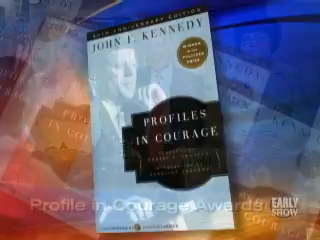 50TH ANNIVERSARY EDITION
JOHN F. KENNEDY
WINNER
OF THE
PULITZER
PRIZE
PROFILES
IN COURAGE
Profile in Courage Awards
EARLY
SHOW